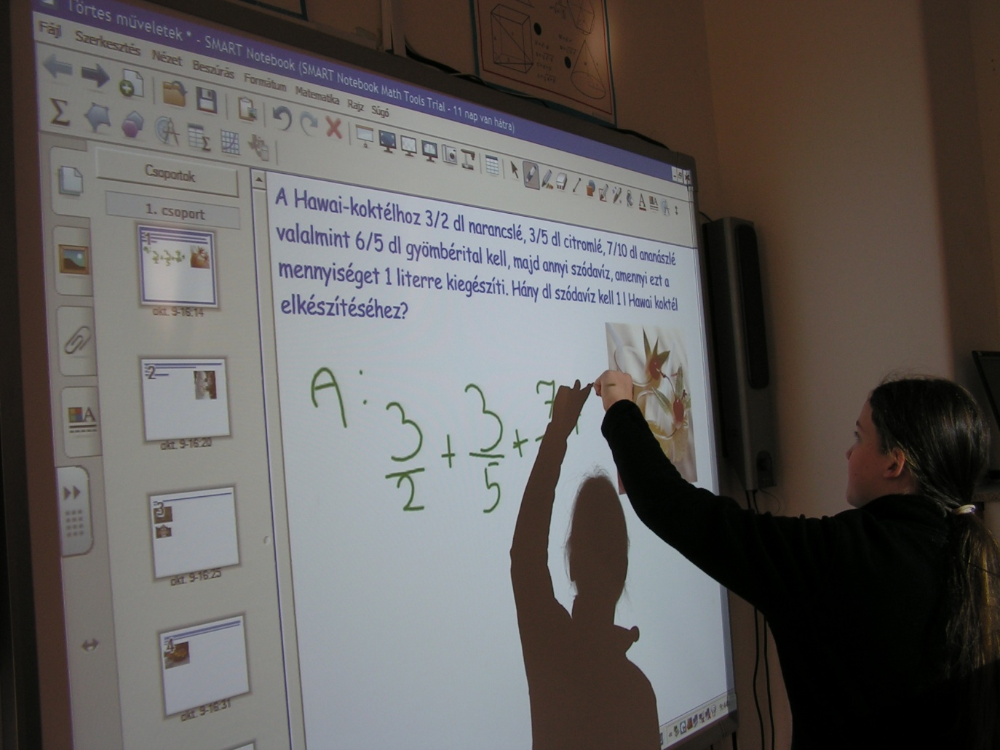 Törtes műveletek * - SMART Notebook (SMART Notebook Math Tools Trial - 11 nap van hátra)
Fájl Szerkesztés Nézet Beszúrás Formátum Matematika Rajz Súgó
Csoportok
1. csoport
1
okt. 9-16:14
2
okt. 9-16:20
3
okt. 9-16:25
4
okt. 9-16:31
A Hawai-koktélhoz 3/2 dl narancslé, 3/5 dl citromlé, 7/10 dl ananászlé
valalmint 6/5 dl gyömbérital kell, majd annyi szódavíz, amennyi ezt a
mennyiséget 1 literre kiegészíti. Hány dl szódavíz kell 1 l Hawai koktél
elkészítéséhez?
A: 3/2 + 3/5 + 7